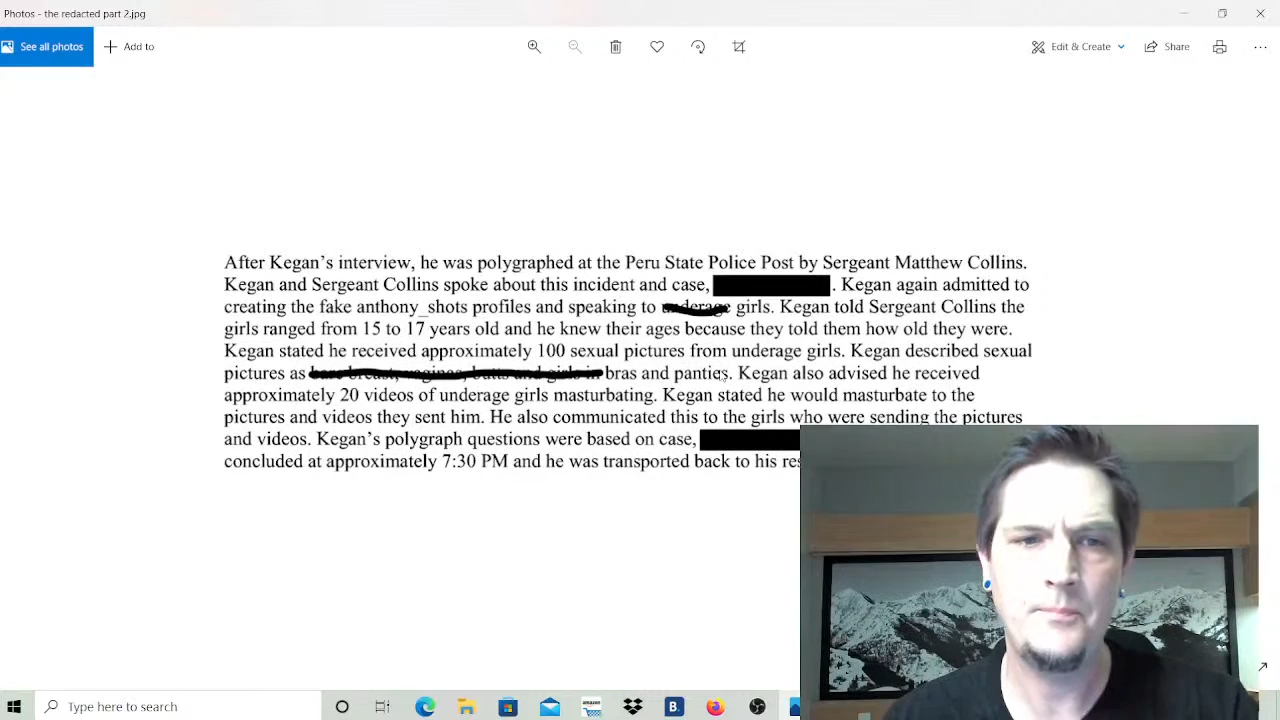 Photos - the redacted part 2.jpg
See all photos
Add to
Edit & Create
Share
After Kegan's interview, he was polygraphed at the Peru State Police Post by Sergeant Matthew Collins.
Kegan and Sergeant Collins spoke about this incident and case, . Kegan again admitted to
creating the fake anthony_shots profiles and speaking to underage girls. Kegan told Sergeant Collins the
girls ranged from 15 to 17 years old and he knew their ages because they told them how old they were.
Kegan stated he received approximately 100 sexual pictures from underage girls. Kegan described sexual
pictures as bras and panties. Kegan also advised he received
approximately 20 videos of underage girls masturbating. Kegan stated he would masturbate to the
pictures and videos they sent him. He also communicated this to the girls who were sending the pictures
and videos. Kegan's polygraph questions were based on case,
concluded at approximately 7:30 PM and he was transported back to his
Type here to search
amazon